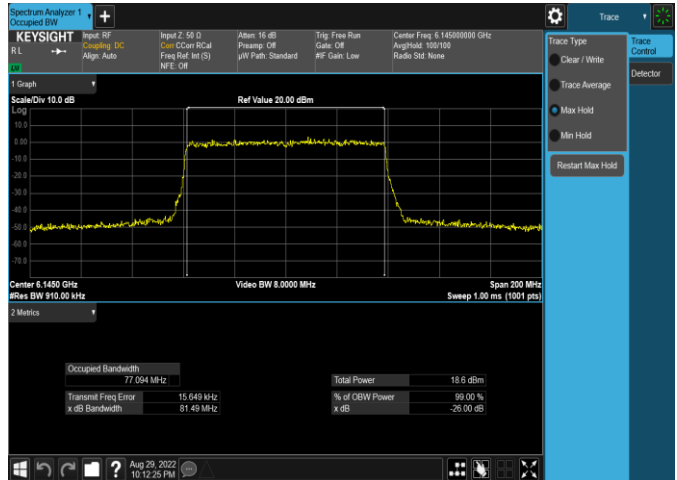 Spectrum Analyzer 1
Occupied BW
Trace
KEYSIGHT
R L
Input: RF
Coupling: DC
Align: Auto
Input Z: 50 Ω
Corr CCorr RCal
Freq Ref: Int (S)
NFE: Off
Atten: 16 dB
Preamp: Off
µW Path: Standard
Trig: Free Run
Gate: Off
#IF Gain: Low
Center Freq: 6.145000000 GHz
Avg|Hold: 100/100
Radio Std: None
Trace Type
Clear / Write
Trace Average
Max Hold
Min Hold
Restart Max Hold
Trace
Control
Detector
1 Graph
Scale/Div 10.0 dB
Ref Value 20.00 dBm
Log
10.0
0.00
-10.0
-20.0
-30.0
-40.0
-50.0
-60.0
-70.0
Center 6.1450 GHz
#Res BW 910.00 kHz
Video BW 8.0000 MHz
Span 200 MHz
Sweep 1.00 ms (1001 pts)
2 Metrics
Occupied Bandwidth
77.094 MHz
Transmit Freq Error 15.649 kHz
x dB Bandwidth 81.49 MHz
Total Power 18.6 dBm
% of OBW Power 99.00 %
x dB -26.00 dB
Aug 29, 2022
10:12:25 PM